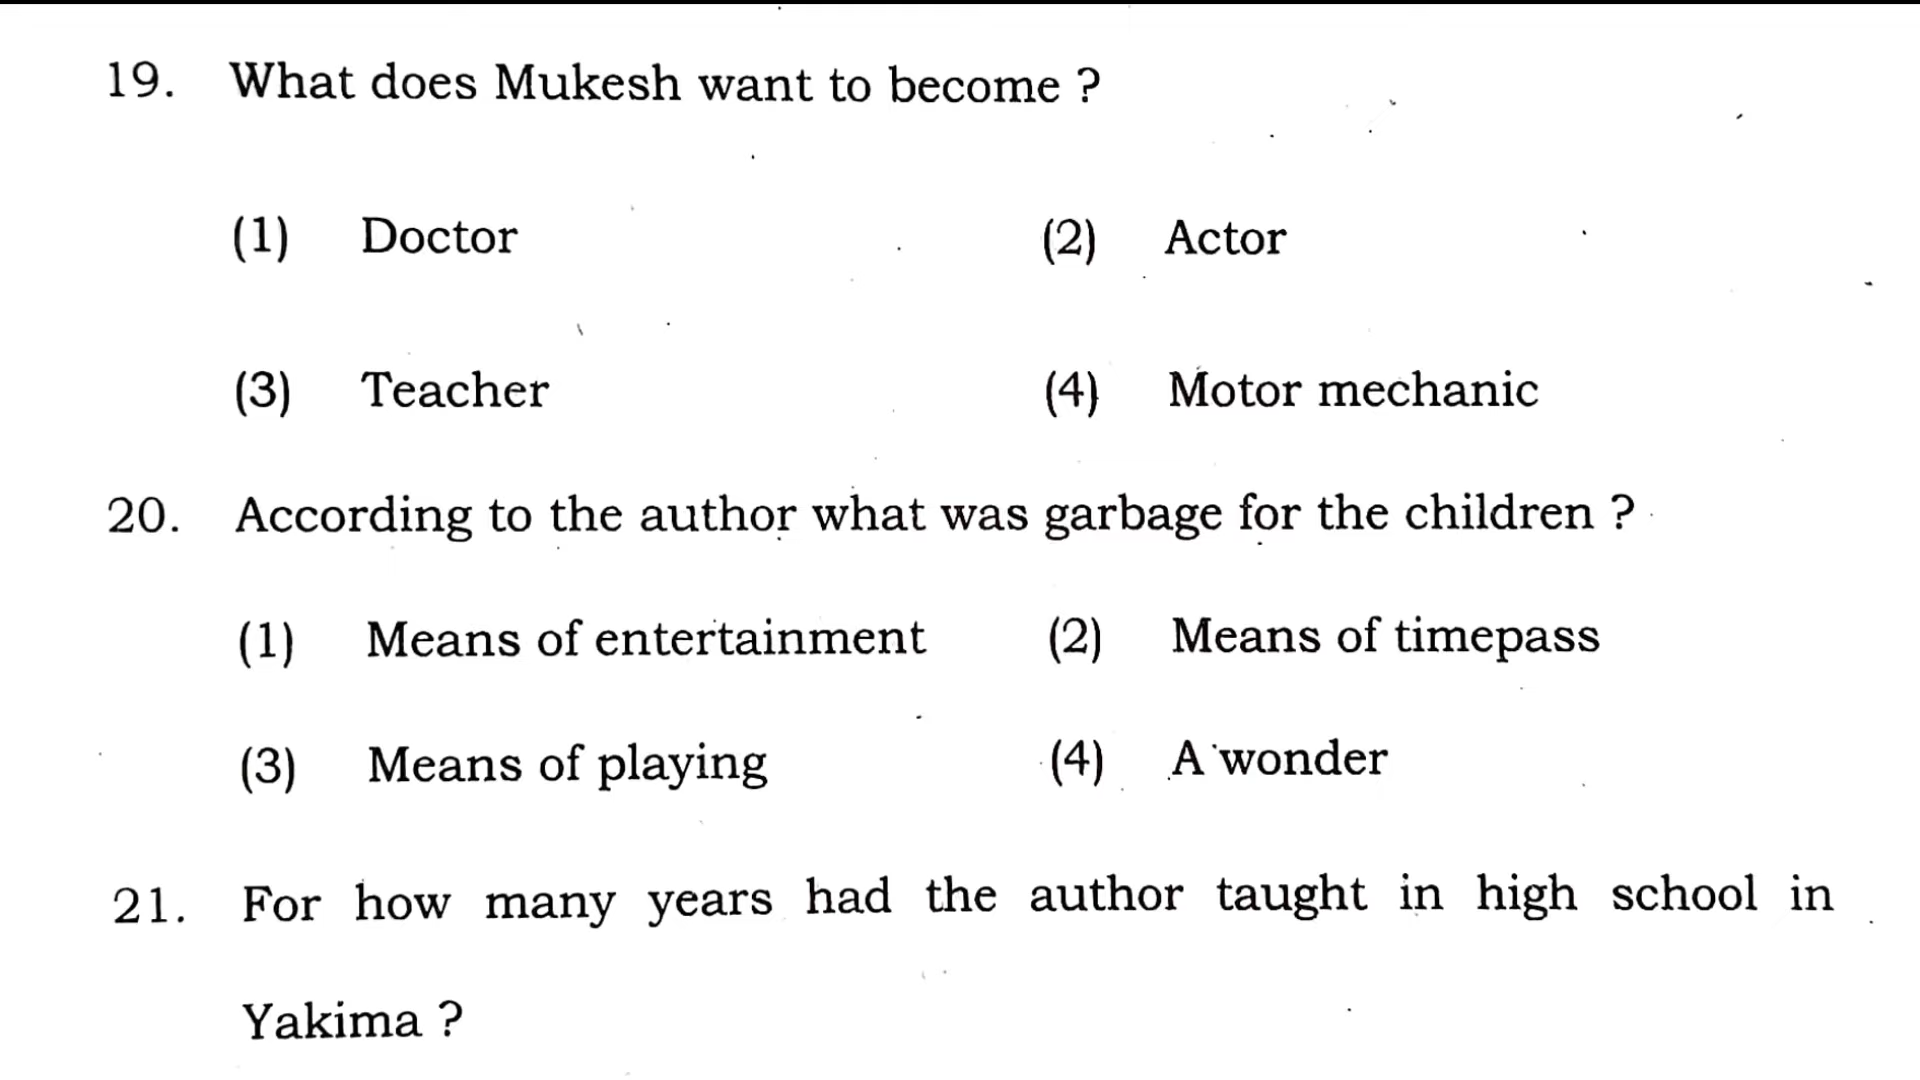 19. What does Mukesh want to become ?
(1) Doctor (2) Actor
(3) Teacher (4) Motor mechanic
20. According to the author what was garbage for the children ?
(1) Means of entertainment (2) Means of timepass
(3) Means of playing (4) A wonder
21. For how many years had the author taught in high school in
Yakima ?